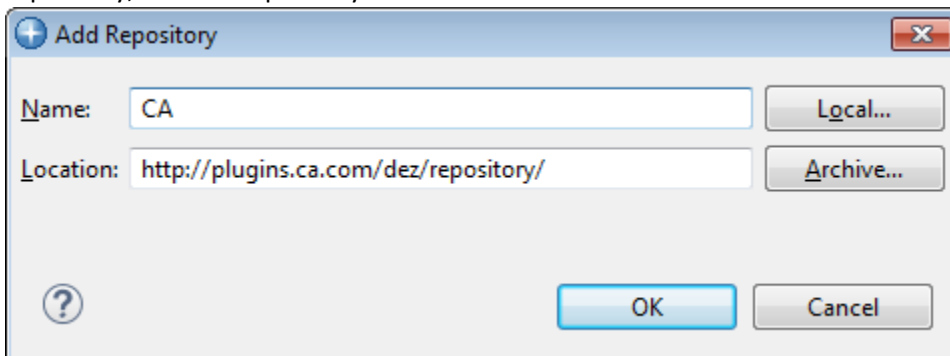 Add Repository
Name: CA Local...
Location: http://plugins.ca.com/dez/repository/ Archive...
? OK Cancel